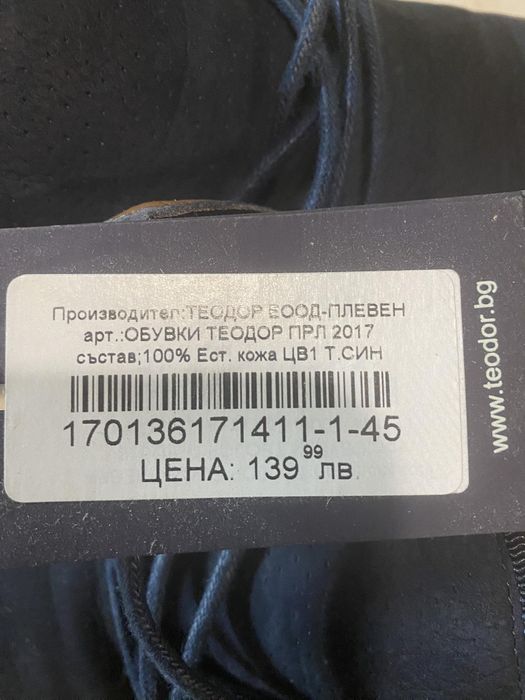 Производител:ТЕОДОР ЕООД-ПЛЕВЕН
арт.:ОБУВКИ ТЕОДОР ПРЛ 2017
състав;100% Ест. кожа ЦВ1 Т.СИН
170136171411-1-45
ЦЕНА: 139 99 лв.
www.teodor.bg